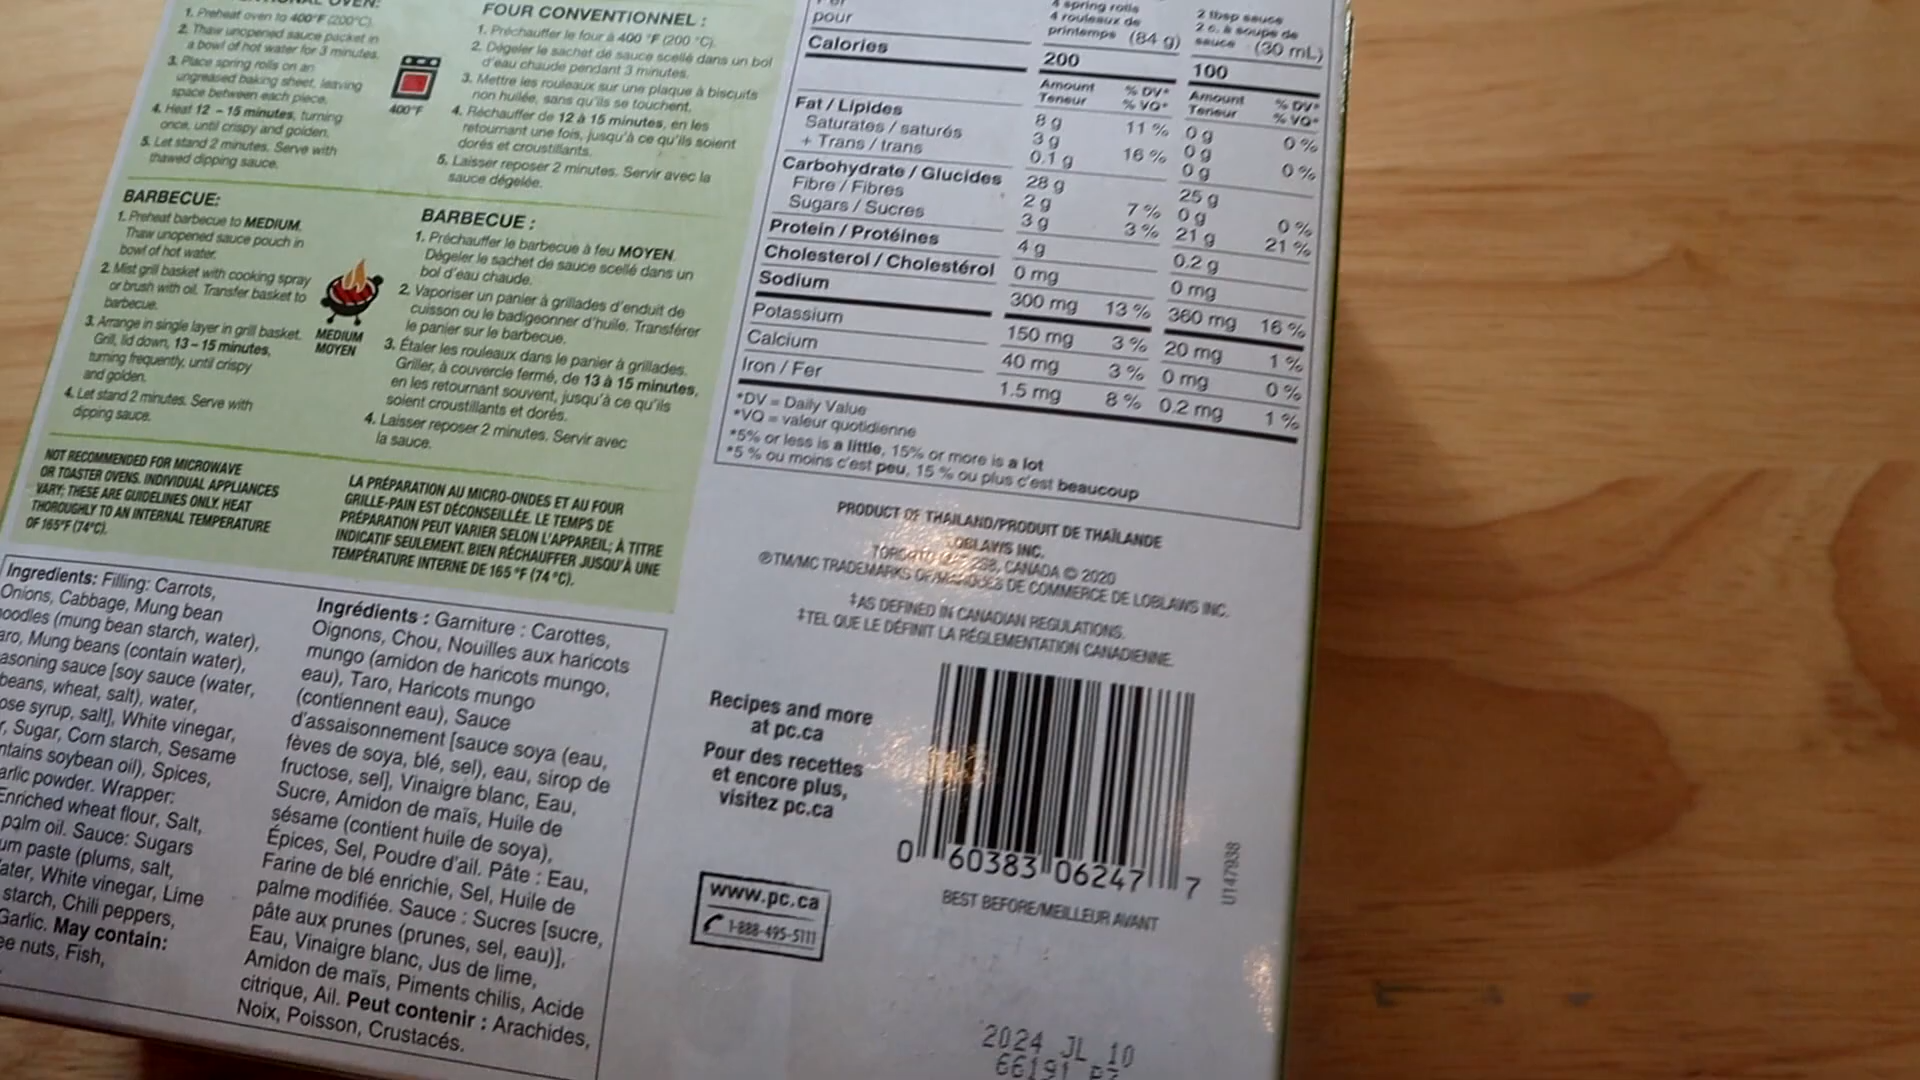 1. Preheat oven to 400°F (200°C).
2. Thaw unopened sauce packet in
a bowl of hot water for 3 minutes.
3. Place spring rolls on an
ungreased baking sheet, leaving
space between each piece.
4. Heat 12 – 15 minutes, turning
once, until crispy and golden.
5. Let stand 2 minutes. Serve with
thawed dipping sauce.
400°F
FOUR CONVENTIONNEL :
1. Préchauffer le four à 400 °F (200 °C).
2. Dégeler le sachet de sauce scellé dans un bol
d'eau chaude pendant 3 minutes.
3. Mettre les rouleaux sur une plaque à biscuits
non huilée, sans qu'ils se touchent.
4. Réchauffer de 12 à 15 minutes, en les
retournant une fois, jusqu'à ce qu'ils soient
dorés et croustillants.
5. Laisser reposer 2 minutes. Servir avec la
sauce dégelée.
BARBECUE:
1. Preheat barbecue to MEDIUM.
Thaw unopened sauce pouch in
bowl of hot water.
2. Mist grill basket with cooking spray
or brush with oil. Transfer basket to
barbecue.
3. Arrange in single layer in grill basket.
Grill, lid down, 13 – 15 minutes,
turning frequently, until crispy
and golden.
4. Let stand 2 minutes. Serve with
dipping sauce.
MEDIUM
MOYEN
BARBECUE :
1. Préchauffer le barbecue à feu MOYEN.
Dégeler le sachet de sauce scellé dans un
bol d'eau chaude.
2. Vaporiser un panier à grillades d'enduit de
cuisson ou le badigeonner d'huile. Transférer
le panier sur le barbecue.
3. Étaler les rouleaux dans le panier à grillades.
Griller, à couvercle fermé, de 13 à 15 minutes,
en les retournant souvent, jusqu'à ce qu'ils
soient croustillants et dorés.
4. Laisser reposer 2 minutes. Servir avec
la sauce.
NOT RECOMMENDED FOR MICROWAVE
OR TOASTER OVENS. INDIVIDUAL APPLIANCES
VARY; THESE ARE GUIDELINES ONLY. HEAT
THOROUGHLY TO AN INTERNAL TEMPERATURE
OF 165°F (74°C).
LA PRÉPARATION AU MICRO-ONDES ET AU FOUR
GRILLE-PAIN EST DÉCONSEILLÉE. LE TEMPS DE
PRÉPARATION PEUT VARIER SELON L'APPAREIL; À TITRE
INDICATIF SEULEMENT. BIEN RÉCHAUFFER JUSQU'À UNE
TEMPÉRATURE INTERNE DE 165 °F (74 °C).
Ingredients: Filling: Carrots,
Onions, Cabbage, Mung bean
noodles (mung bean starch, water),
Mung beans (contain water),
sauce [soy sauce (water,
beans, wheat, salt), water,
syrup, salt], White vinegar,
Sugar, Corn starch, Sesame
soybean oil), Spices,
powder. Wrapper:
Enriched wheat flour, Salt,
palm oil. Sauce: Sugars
paste (plums, salt,
White vinegar, Lime
starch, Chili peppers,
Garlic. May contain:
nuts, Fish,
Ingrédients : Garniture : Carottes,
Oignons, Chou, Nouilles aux haricots
mungo (amidon de haricots mungo,
eau), Taro, Haricots mungo
(contiennent eau), Sauce
d'assaisonnement [sauce soya (eau,
fèves de soya, blé, sel), eau, sirop de
fructose, sel], Vinaigre blanc, Eau,
Sucre, Amidon de maïs, Huile de
sésame (contient huile de soya),
Épices, Sel, Poudre d'ail. Pâte : Eau,
Farine de blé enrichie, Sel, Huile de
palme modifiée. Sauce : Sucres [sucre,
pâte aux prunes (prunes, sel, eau)],
Eau, Vinaigre blanc, Jus de lime,
Amidon de maïs, Piments chilis, Acide
citrique, Ail. Peut contenir : Arachides,
Noix, Poisson, Crustacés.
pour
4 spring rolls
4 rouleaux de
printemps (84 g)
2 tbsp sauce
2 c. à soupe de
sauce (30 mL)
Calories 200 100
Amount % DV* Amount % DV*
Teneur % VQ* Teneur % VQ*
Fat / Lipides 8 g 11 % 0 g 0 %
Saturates / saturés 3 g 16 % 0 g 0 %
+ Trans / trans 0.1 g 0 g
Carbohydrate / Glucides 28 g 25 g
Fibre / Fibres 2 g 7 % 0 g 0 %
Sugars / Sucres 3 g 3 % 21 g 21 %
Protein / Protéines 4 g 0.2 g
Cholesterol / Cholestérol 0 mg 0 mg
Sodium 300 mg 13 % 360 mg 16 %
Potassium 150 mg 3 % 20 mg 1 %
Calcium 40 mg 3 % 0 mg 0 %
Iron / Fer 1.5 mg 8 % 0.2 mg 1 %
*DV = Daily Value
*VQ = valeur quotidienne
*5% or less is a little, 15% or more is a lot
*5 % ou moins c'est peu, 15 % ou plus c'est beaucoup
PRODUCT OF THAILAND/PRODUIT DE THAÏLANDE
LOBLAWS INC.
CANADA © 2020
®TM/MC TRADEMARKS DE COMMERCE DE LOBLAWS INC.
‡AS DEFINED IN CANADIAN REGULATIONS.
‡TEL QUE LE DÉFINIT LA RÉGLEMENTATION CANADIENNE.
Recipes and more
at pc.ca
Pour des recettes
et encore plus,
visitez pc.ca
0 60383 06247 7
U147938
www.pc.ca
1-888-495-5111
BEST BEFORE/MEILLEUR AVANT
2024 JL 10